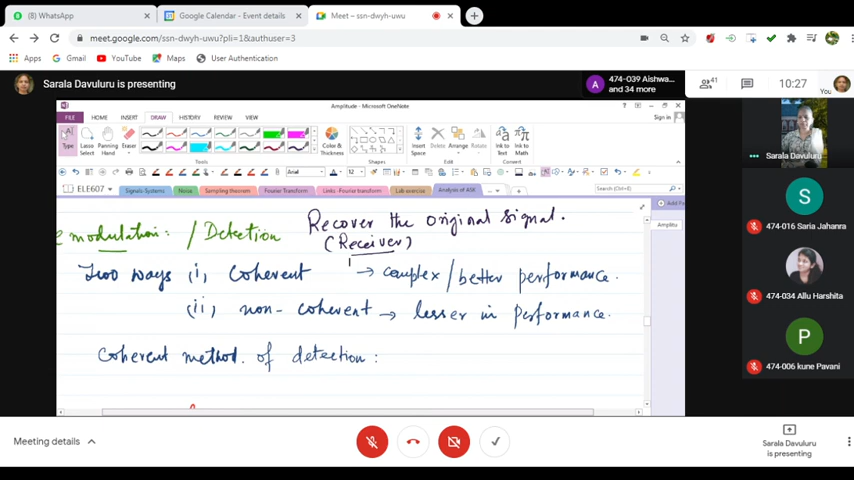 (8) WhatsApp
Google Calendar - Event details
Meet – ssn-dwyh-uwu
meet.google.com/ssn-dwyh-uwu?pli=1&authuser=3
Apps
Gmail
YouTube
Maps
User Authentication
Sarala Davuluru is presenting
474-039 Aishwa...
and 34 more
41
10:27
You
Amplitude - Microsoft OneNote
Sign in
FILE HOME INSERT DRAW HISTORY REVIEW VIEW
Type
Lasso Select
Panning Hand
Eraser
Color & Thickness
Insert Space
Delete
Arrange
Rotate
Ink to Text
Ink to Math
Tools
Shapes
Edit
Convert
Arial
12
ELE607
Signals-Systems
Noise
Sampling theorem
Fourier Transform
Links -Fourier transform
Lab exercise
Analysis of ASK
Search (Ctrl+E)
Add Pa
Amplitu
e modulation: / Detection
Recover the original signal.
(Receiver)
Two ways (i, Coherent → complex / better performance.
(ii, non-coherent → lesser in performance.
Coherent method. of detection:
Sarala Davuluru
S
474-016 Saria Jahanra
474-034 Allu Harshita
P
474-006 kune Pavani
Meeting details
Sarala Davuluru
is presenting